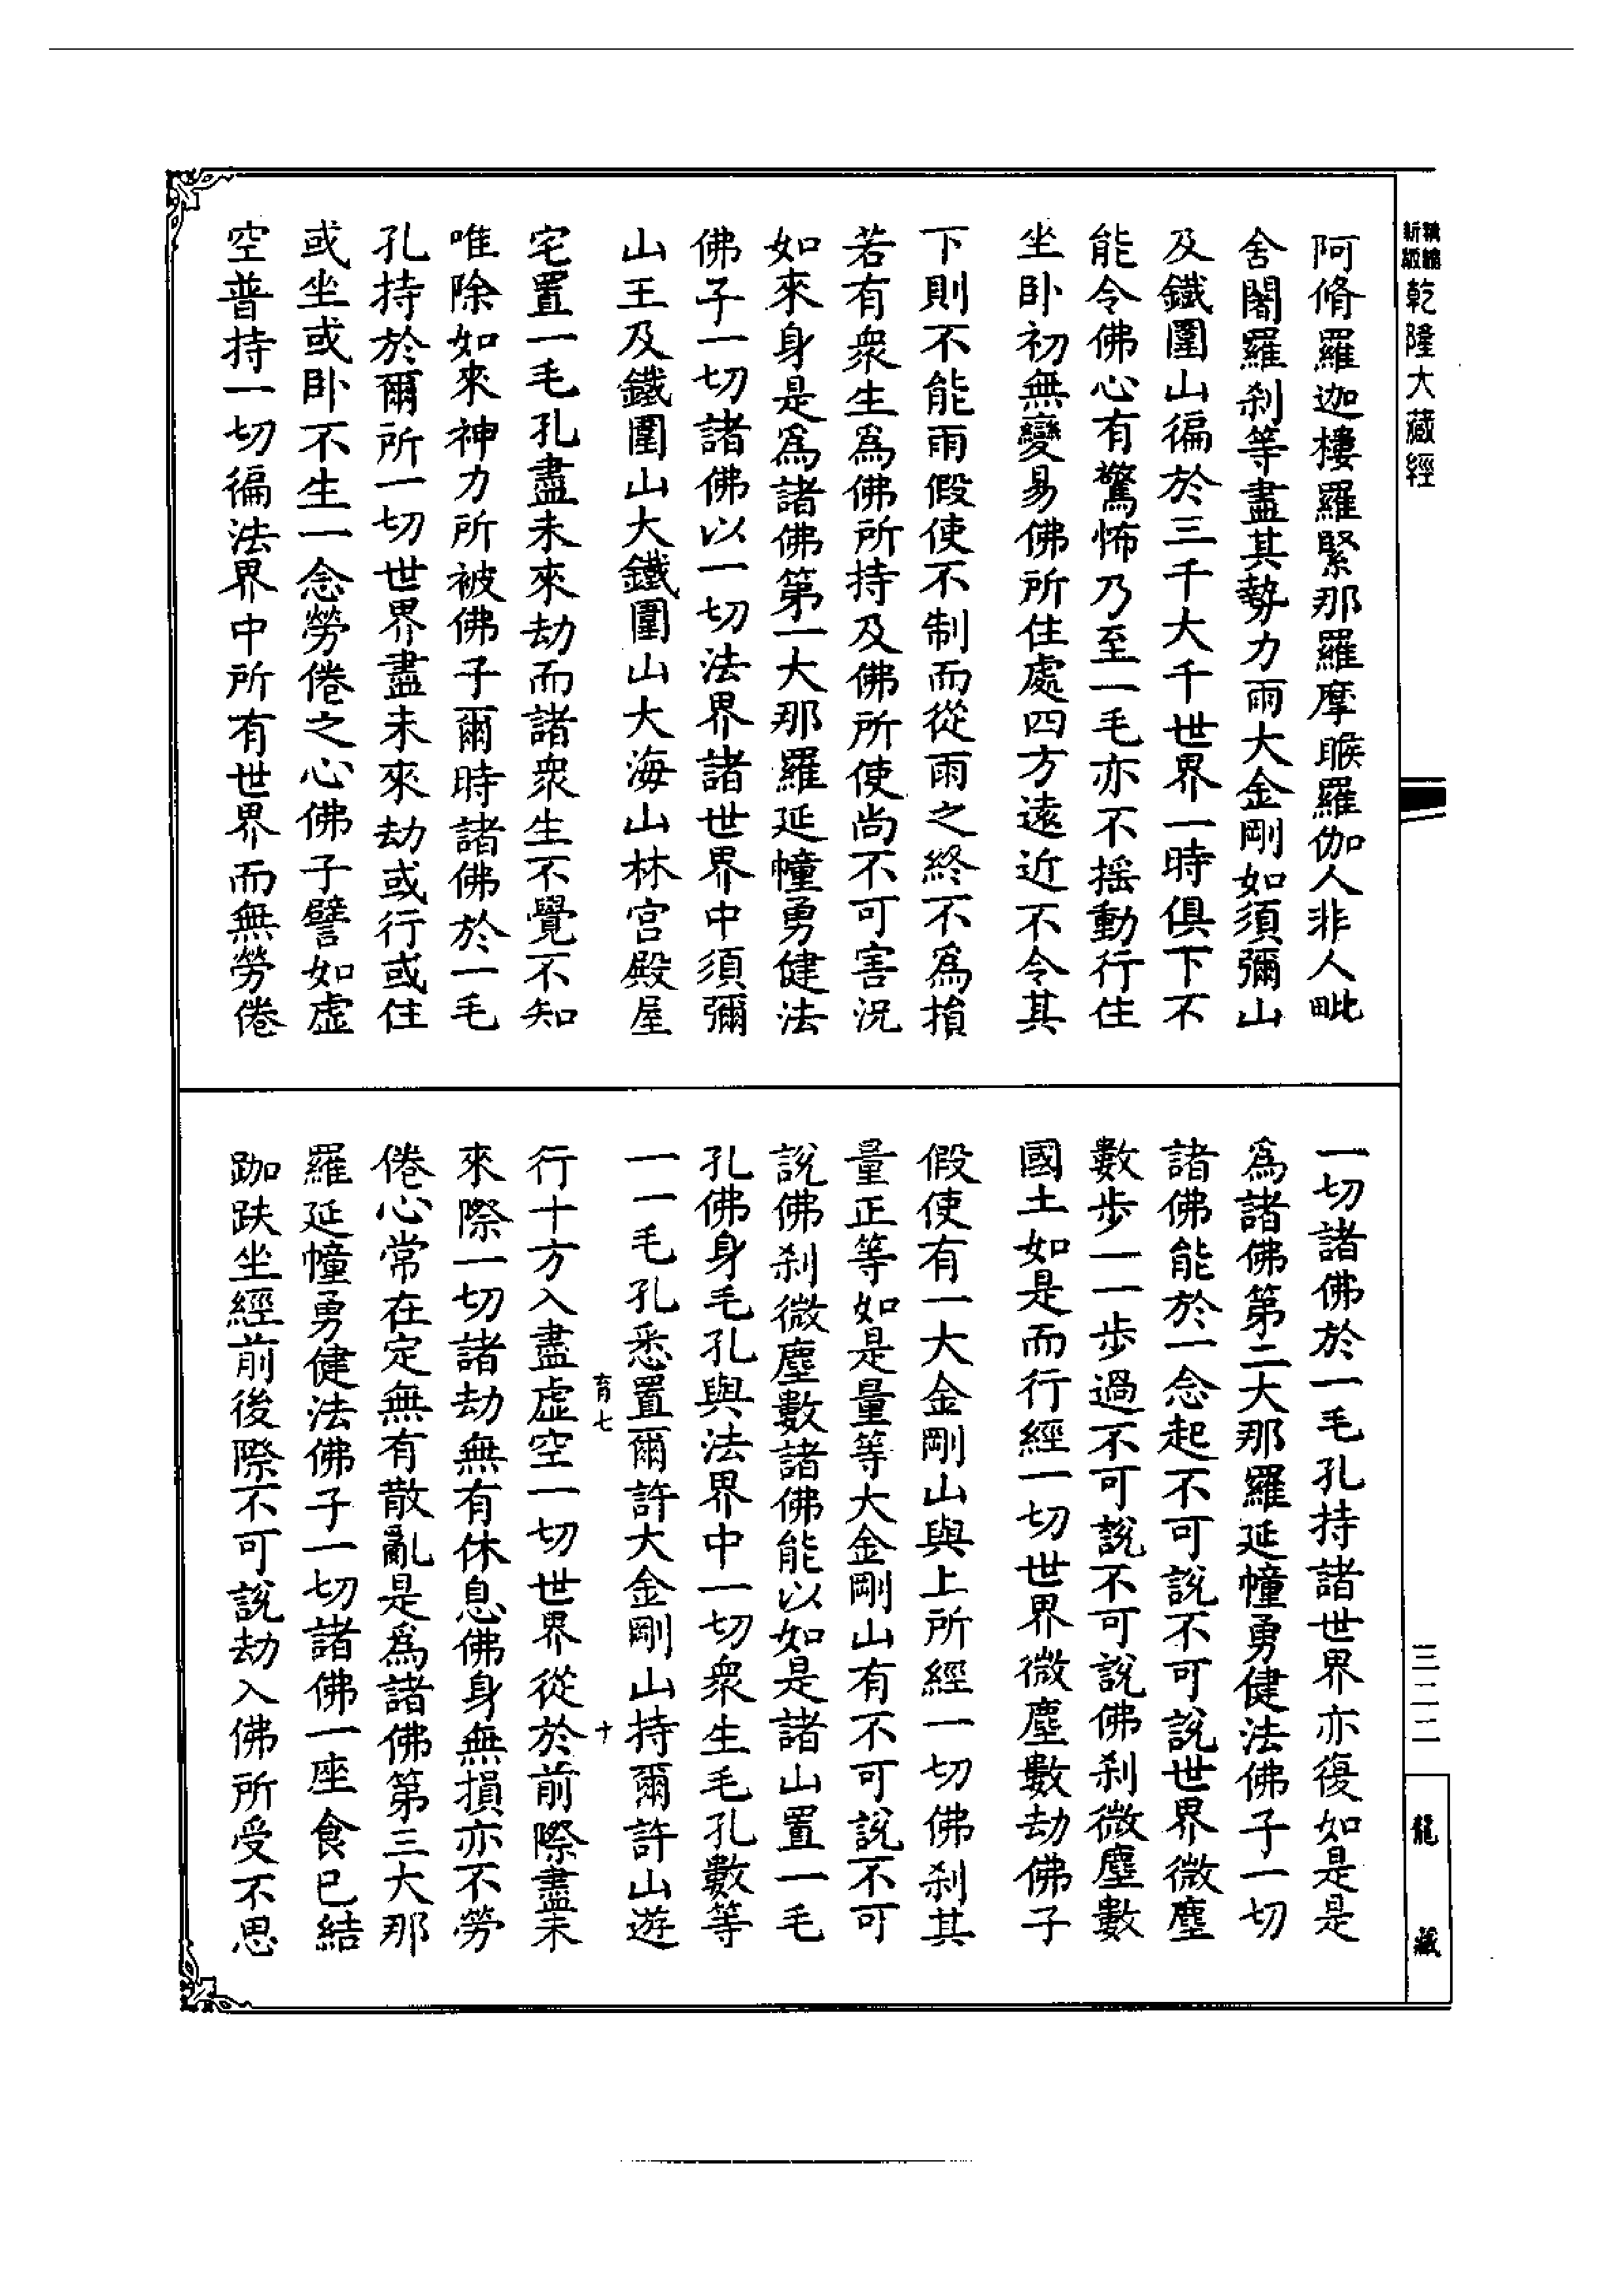 新編縮版乾隆大藏經
阿脩羅迦樓羅緊那羅摩睺羅伽人非人毗
舍闍羅刹等盡其勢力雨大金剛如須彌山
及鐵圍山徧於三千大千世界一時俱下不
能令佛心有驚怖乃至一毛亦不搖動行住
坐卧初無變易佛所住處四方遠近不令其
下則不能雨假使不制而從雨之終不爲損
若有衆生爲佛所持及佛所使尚不可害況
如來身是爲諸佛第一大那羅延幢勇健法
佛子一切諸佛以一切法界諸世界中須彌
山王及鐵圍山大鐵圍山大海山林宫殿屋
宅置一毛孔盡未來劫而諸衆生不覺不知
唯除如來神力所被佛子爾時諸佛於一毛
孔持於爾所一切世界盡未來劫或行或住
或坐或卧不生一念勞倦之心佛子譬如虚
空普持一切徧法界中所有世界而無勞倦
一切諸佛於一毛孔持諸世界亦復如是是
爲諸佛第二大那羅延幢勇健法佛子一切
諸佛能於一念起不可說不可說世界微塵
數步一一步過不可說不可說佛刹微塵數
國土如是而行經一切世界微塵數劫佛子
假使有一大金剛山與上所經一切佛刹其
量正等如是量等大金剛山有不可說不可
說佛刹微塵數諸佛能以如是諸山置一毛
孔佛身毛孔與法界中一切衆生毛孔數等
一一毛孔悉置爾許大金剛山持爾許山遊
育七 十
行十方入盡虚空一切世界從於前際盡未
來際一切諸劫無有休息佛身無損亦不勞
倦心常在定無有散亂是爲諸佛第三大那
羅延幢勇健法佛子一切諸佛一座食已結
跏趺坐經前後際不可說劫入佛所受不思
三二二
龍藏